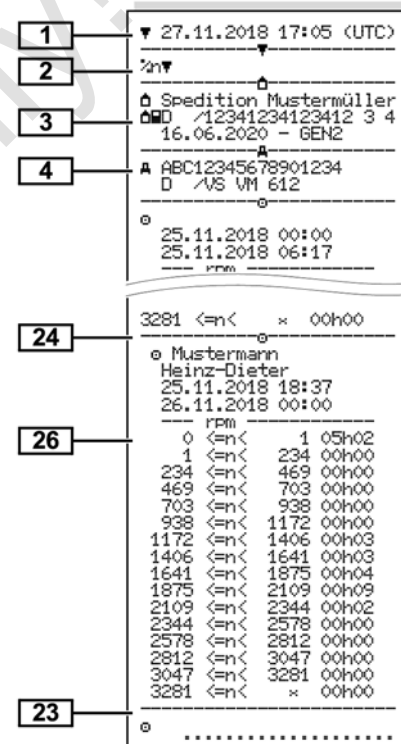 1
▼ 27.11.2018 17:05 (UTC)
2
%n▼
3
Spedition Mustermüller
D /12341234123412 3 4
16.06.2020 - GEN2
4
A ABC12345678901234
D /VS VM 612
25.11.2018 00:00
25.11.2018 06:17
--- rpm
3281 <=n< × 00h00
24
Mustermann
Heinz-Dieter
25.11.2018 18:37
26.11.2018 00:00
--- rpm
26
0 <=n< 1 05h02
1 <=n< 234 00h00
234 <=n< 469 00h00
469 <=n< 703 00h00
703 <=n< 938 00h00
938 <=n< 1172 00h00
1172 <=n< 1406 00h03
1406 <=n< 1641 00h03
1641 <=n< 1875 00h04
1875 <=n< 2109 00h09
2109 <=n< 2344 00h02
2344 <=n< 2578 00h00
2578 <=n< 2812 00h00
2812 <=n< 3047 00h00
3047 <=n< 3281 00h00
3281 <=n< × 00h00
23
....................